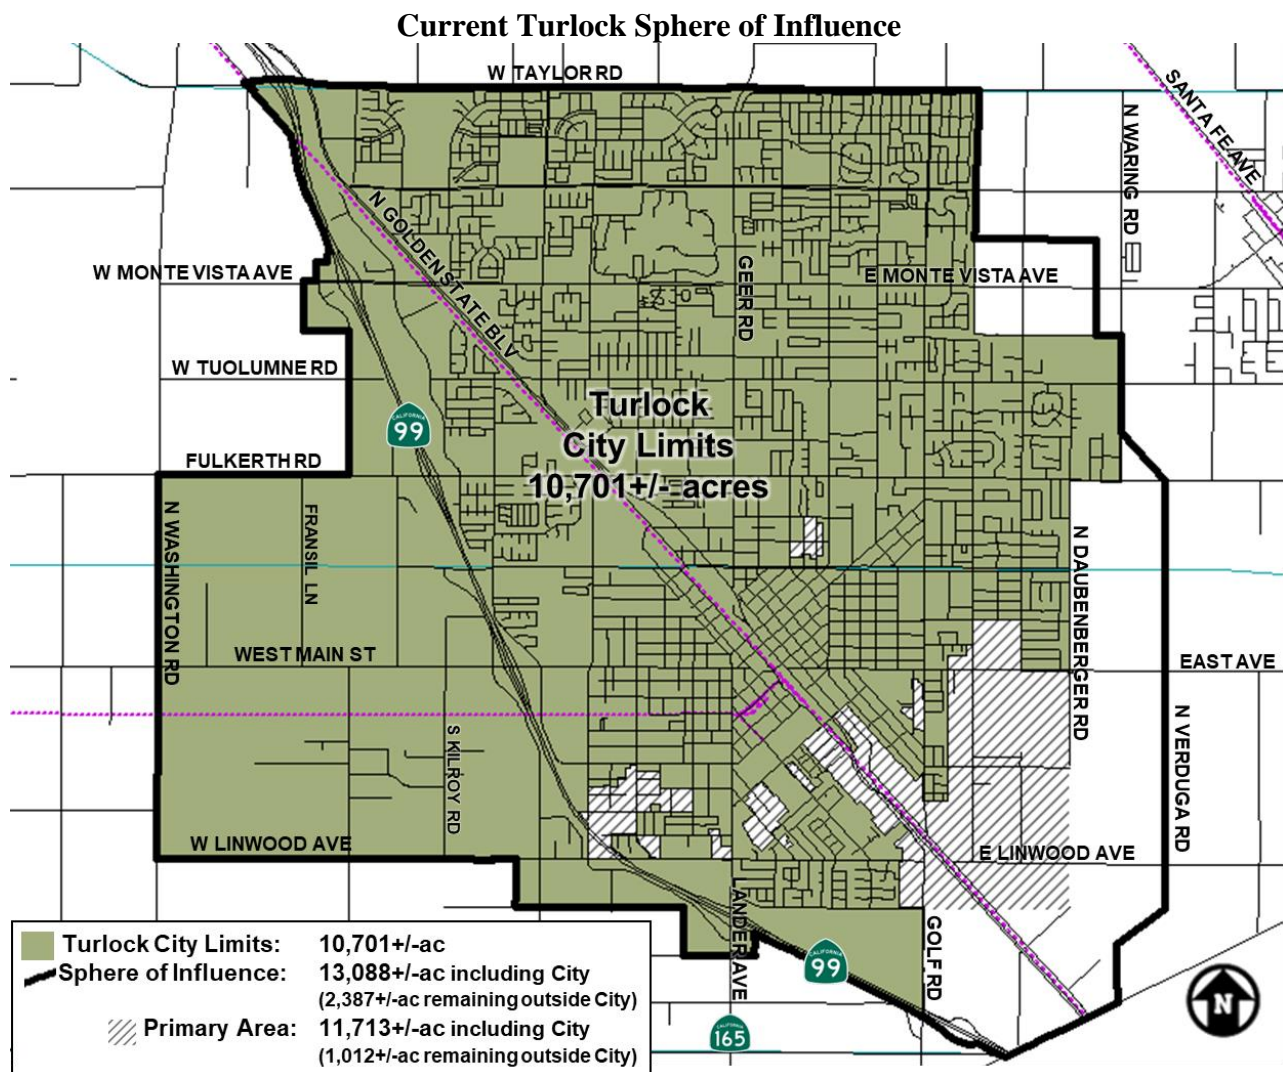 Current Turlock Sphere of Influence
W TAYLOR RD
SANTA FE AVE
N WARING RD
N GOLDEN STATE BLV
W MONTE VISTA AVE
GEER RD
E MONTE VISTA AVE
W TUOLUMNE RD
CALIFORNIA
99
Turlock
City Limits
10,701+/- acres
FULKERTH RD
N WASHINGTON RD
FRANSIL LN
N DAUBENBERGER RD
WEST MAIN ST
EAST AVE
S KILROY RD
N VERDUGA RD
W LINWOOD AVE
E LINWOOD AVE
LANDER AVE
GOLF RD
CALIFORNIA
99
CALIFORNIA
165
N
Turlock City Limits: 10,701+/-ac
Sphere of Influence: 13,088+/-ac including City
(2,387+/-ac remaining outside City)
Primary Area: 11,713+/-ac including City
(1,012+/-ac remaining outside City)